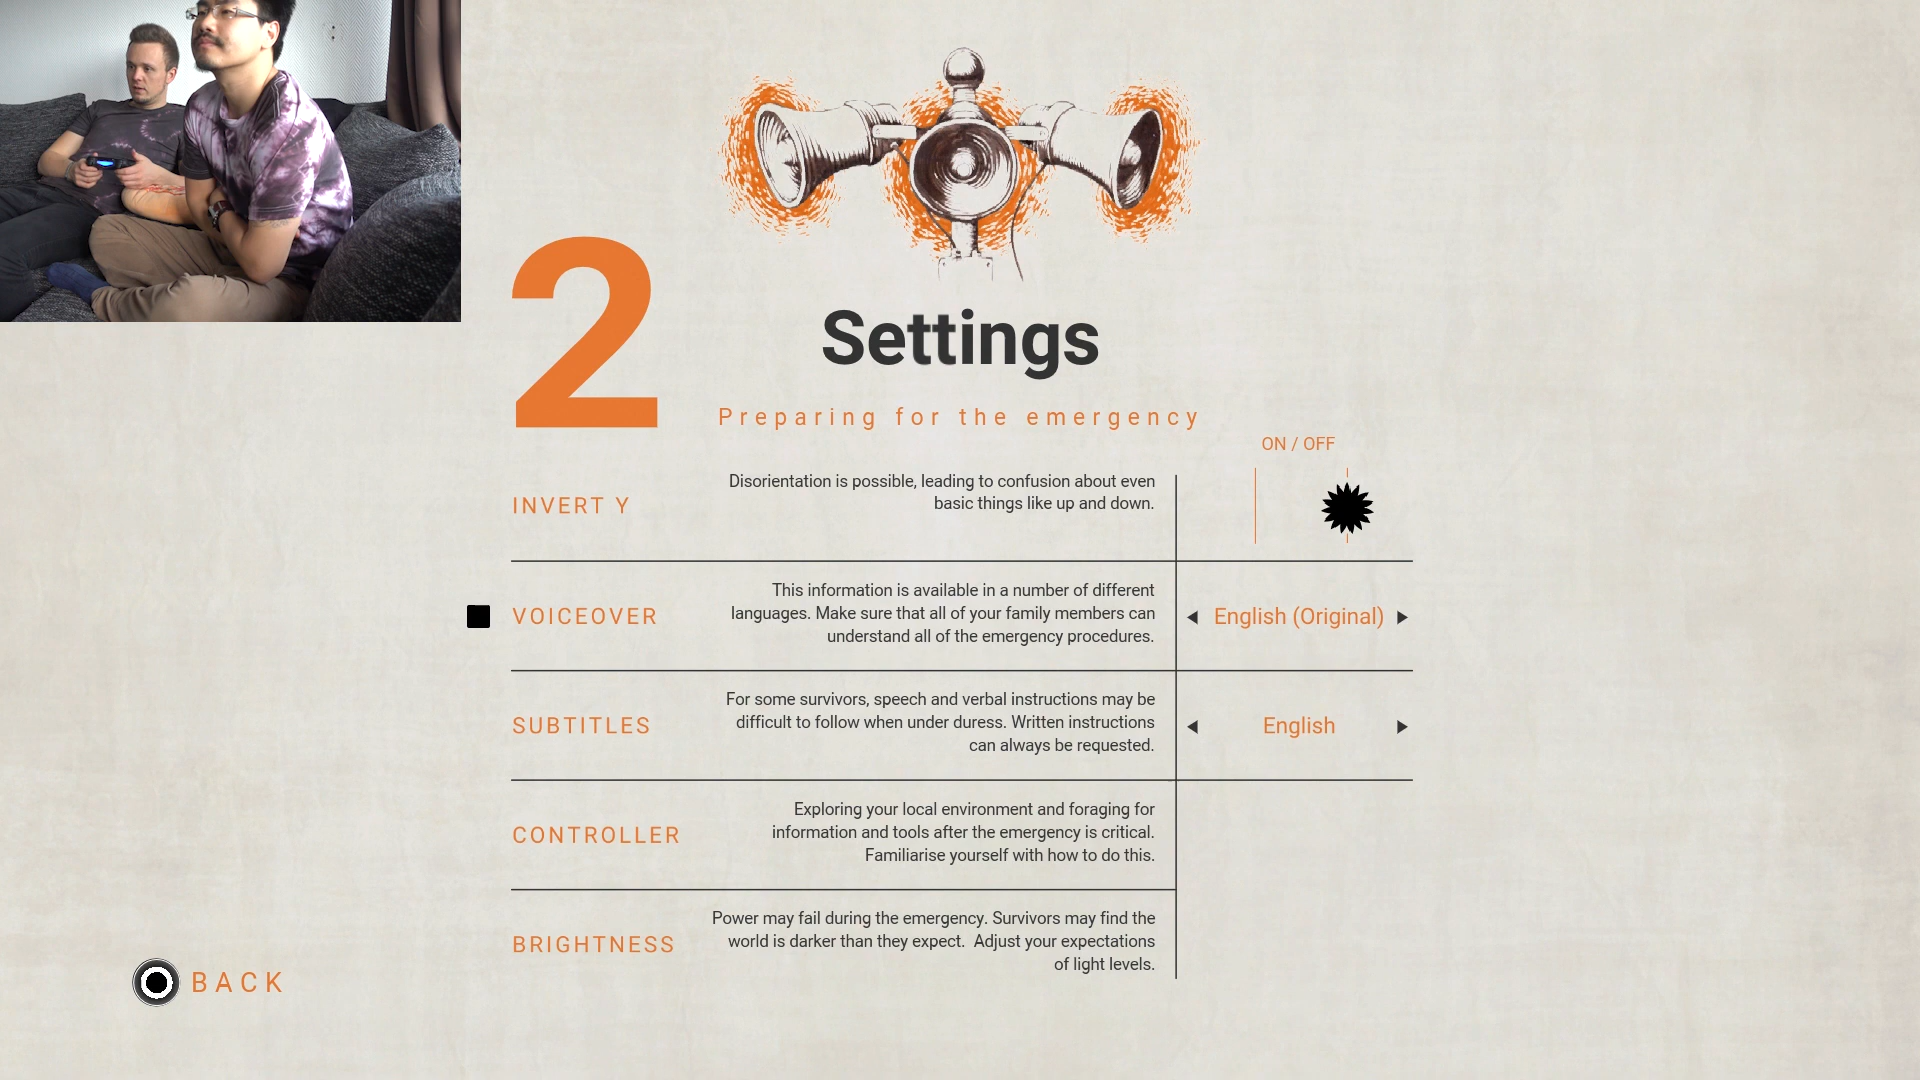 2
Settings
Preparing for the emergency
ON / OFF
INVERT Y
Disorientation is possible, leading to confusion about even
basic things like up and down.
VOICEOVER
This information is available in a number of different
languages. Make sure that all of your family members can
understand all of the emergency procedures.
English (Original)
SUBTITLES
For some survivors, speech and verbal instructions may be
difficult to follow when under duress. Written instructions
can always be requested.
English
CONTROLLER
Exploring your local environment and foraging for
information and tools after the emergency is critical.
Familiarise yourself with how to do this.
BRIGHTNESS
Power may fail during the emergency. Survivors may find the
world is darker than they expect. Adjust your expectations
of light levels.
BACK